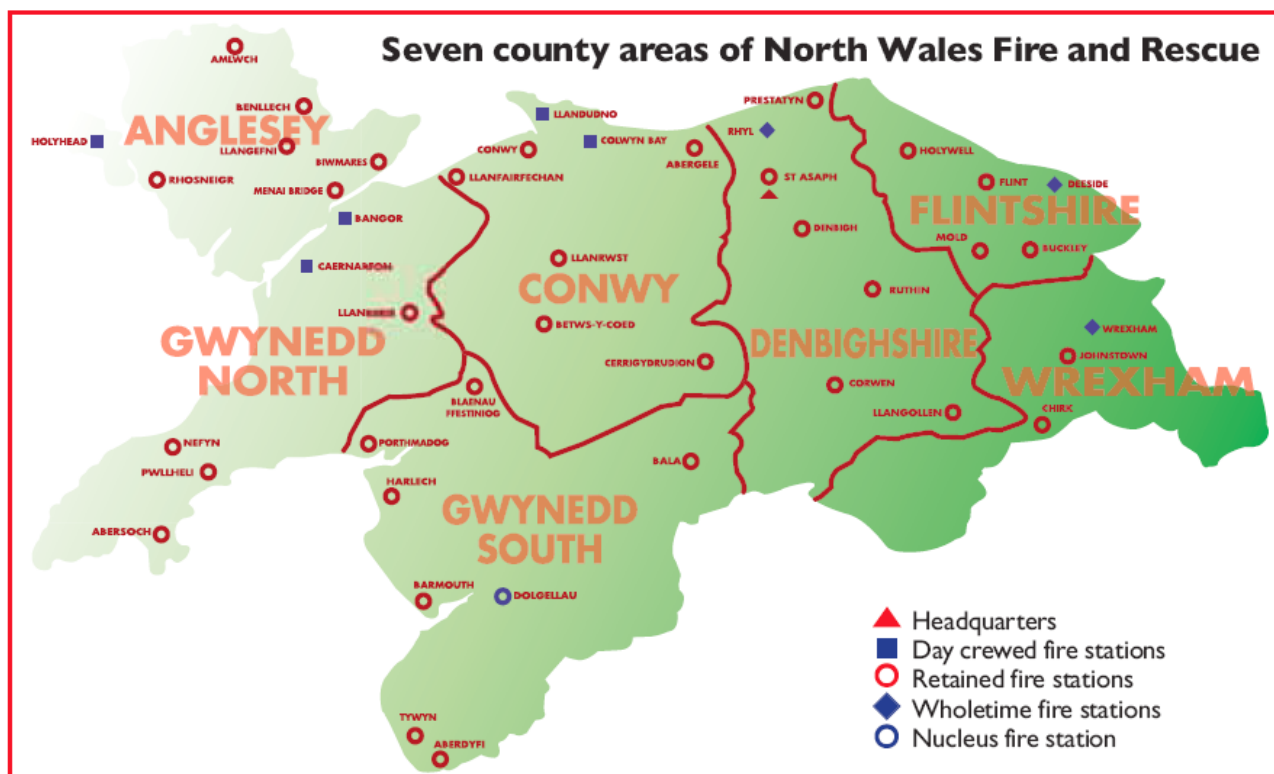 Seven county areas of North Wales Fire and Rescue
AMLWCH
BENLLECH
ANGLESEY
HOLYHEAD
LLANGEFNI
BIWMARES
RHOSNEIGR
MENAI BRIDGE
BANGOR
CAERNARFON
GWYNEDD
NORTH
NEFYN
PWLLHELI
ABERSOCH
LLANDUDNO
COLWYN BAY
CONWY
ABERGELE
LLANFAIRFECHAN
LLANRWST
CONWY
BETWS-Y-COED
CERRIGYDRUDION
BLAENAU
FFESTINIOG
PORTHMADOG
BALA
HARLECH
GWYNEDD
SOUTH
BARMOUTH
DOLGELLAU
TYWYN
ABERDYFI
PRESTATYN
RHYL
ST ASAPH
DENBIGH
RUTHIN
DENBIGHSHIRE
CORWEN
LLANGOLLEN
HOLYWELL
FLINT
DEESIDE
FLINTSHIRE
MOLD
BUCKLEY
WREXHAM
JOHNSTOWN
WREXHAM
CHIRK
Headquarters
Day crewed fire stations
Retained fire stations
Wholetime fire stations
Nucleus fire station